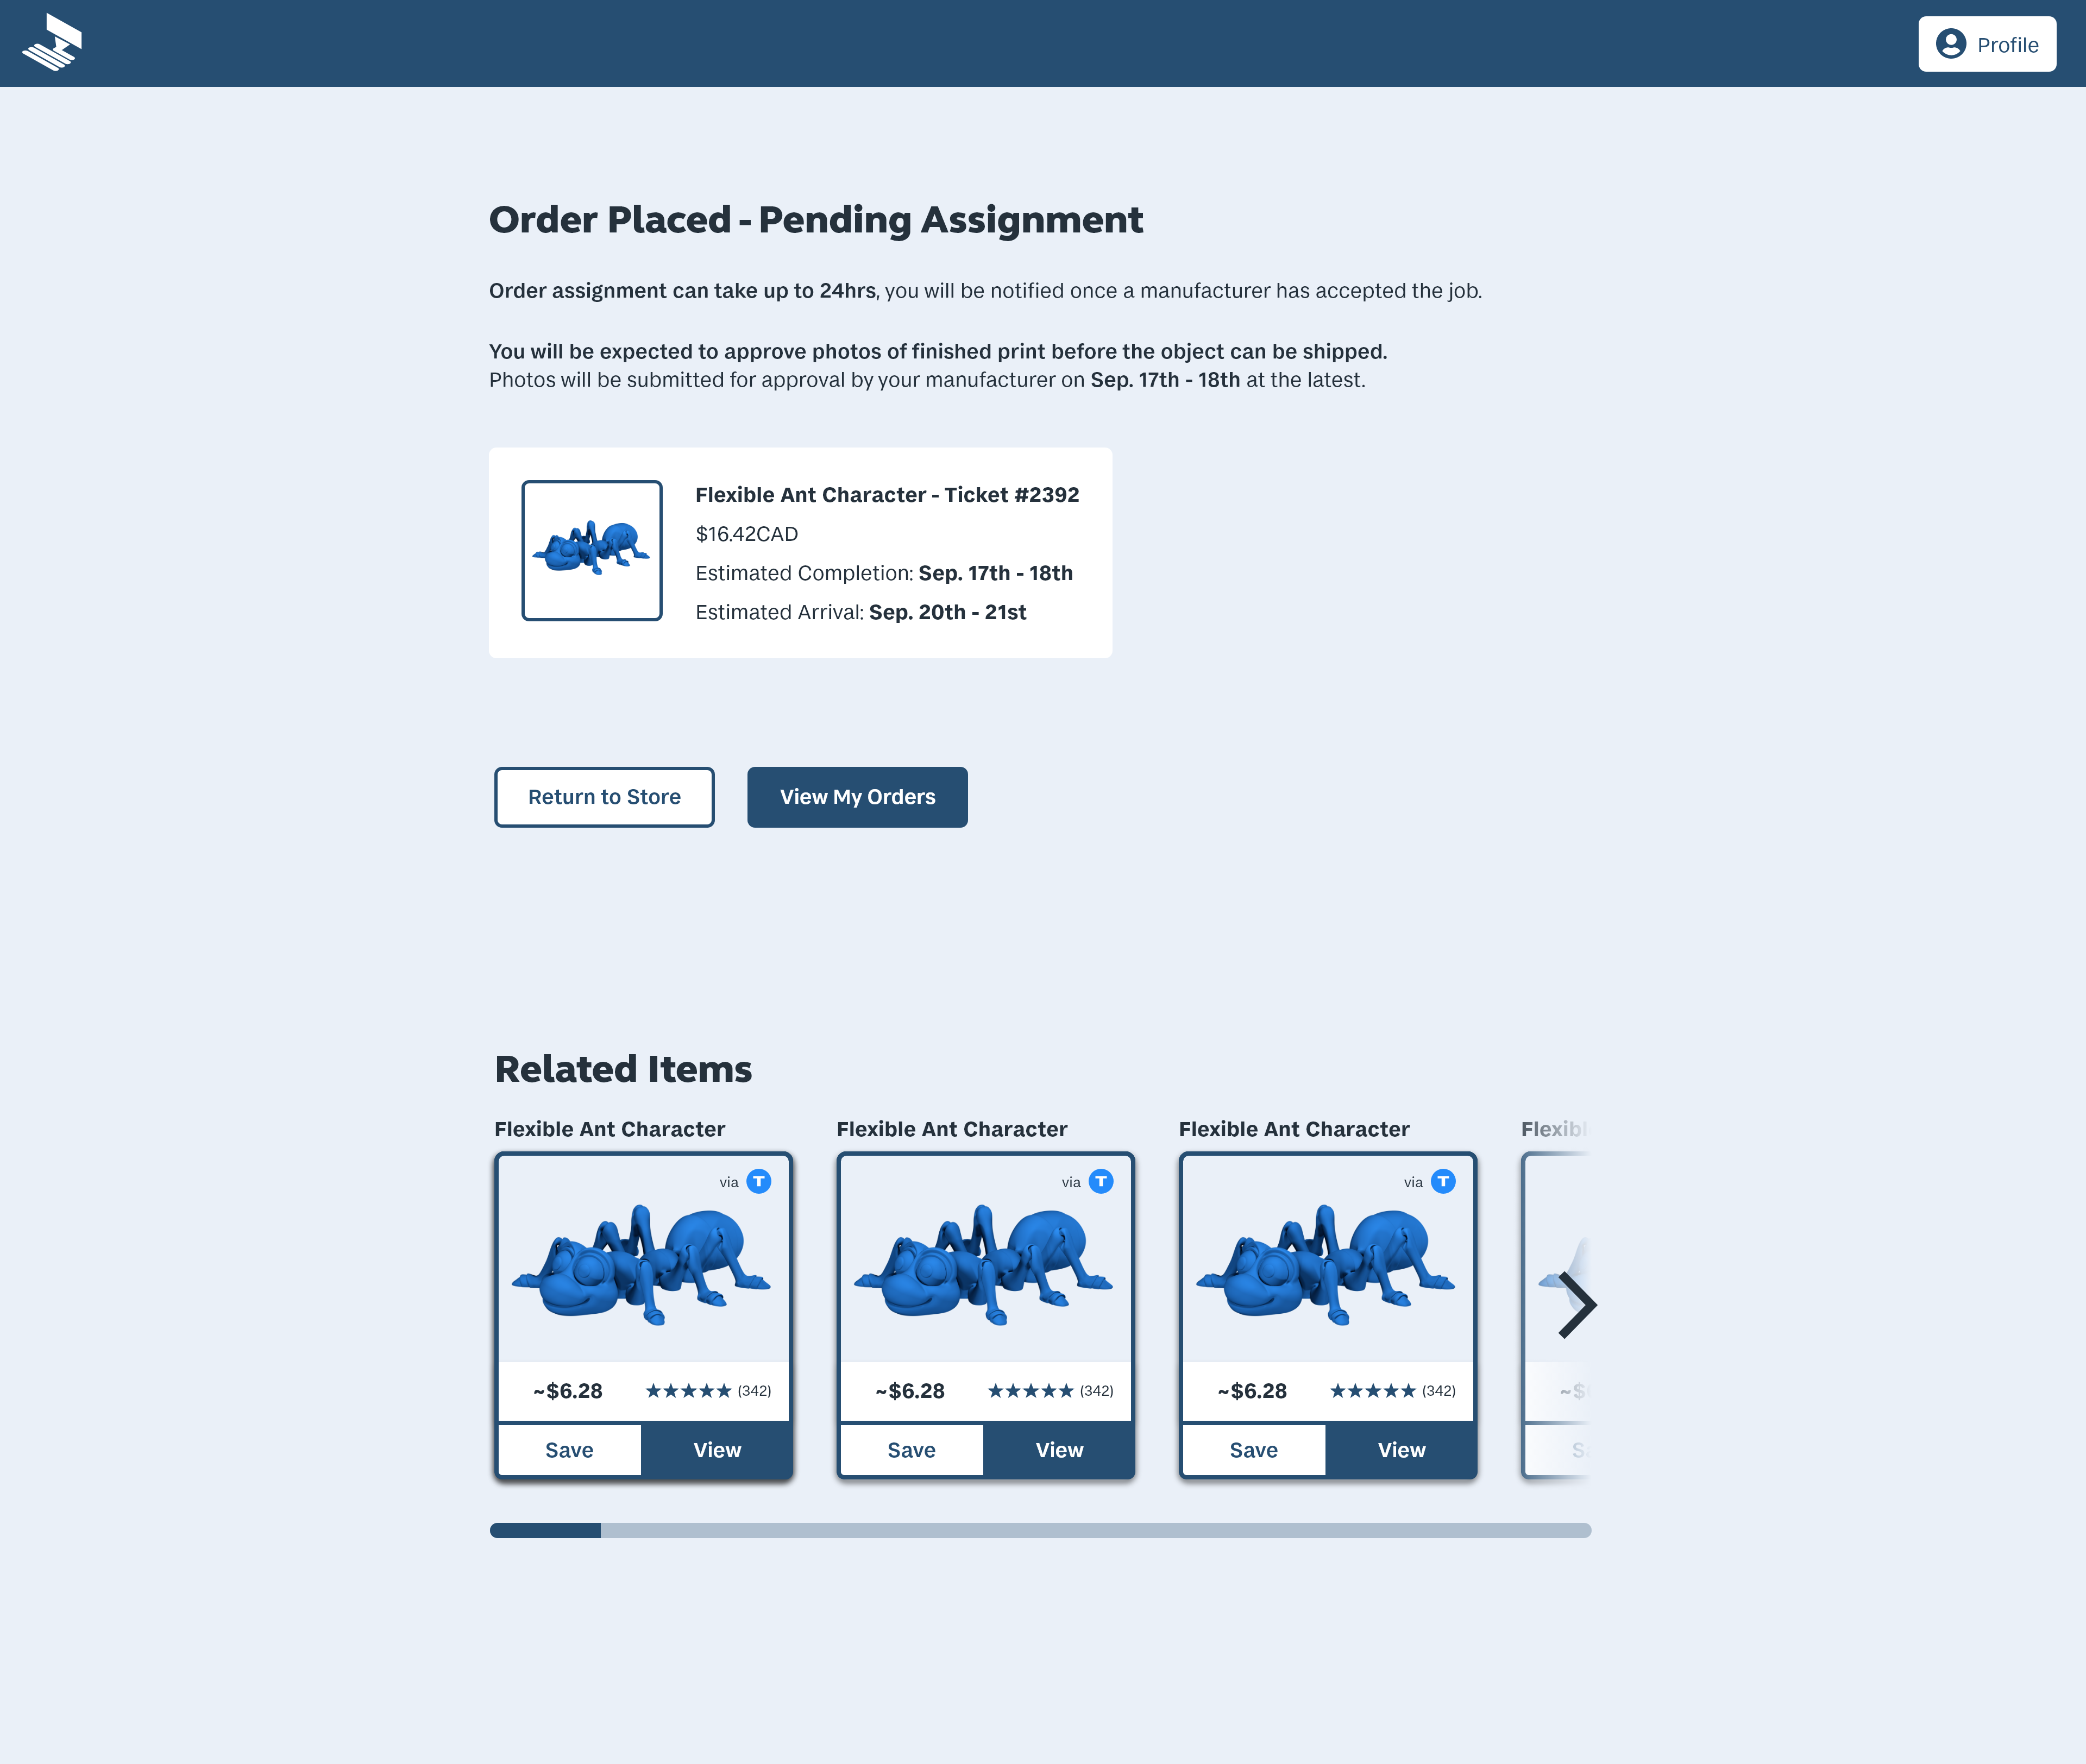 Profile
Order Placed - Pending Assignment
Order assignment can take up to 24hrs, you will be notified once a manufacturer has accepted the job.
You will be expected to approve photos of finished print before the object can be shipped.
Photos will be submitted for approval by your manufacturer on Sep. 17th - 18th at the latest.
Flexible Ant Character - Ticket #2392
$16.42CAD
Estimated Completion: Sep. 17th - 18th
Estimated Arrival: Sep. 20th - 21st
Return to Store
View My Orders
Related Items
Flexible Ant Character
via T
~$6.28
(342)
Save
View
Flexible Ant Character
via T
~$6.28
(342)
Save
View
Flexible Ant Character
via T
~$6.28
(342)
Save
View